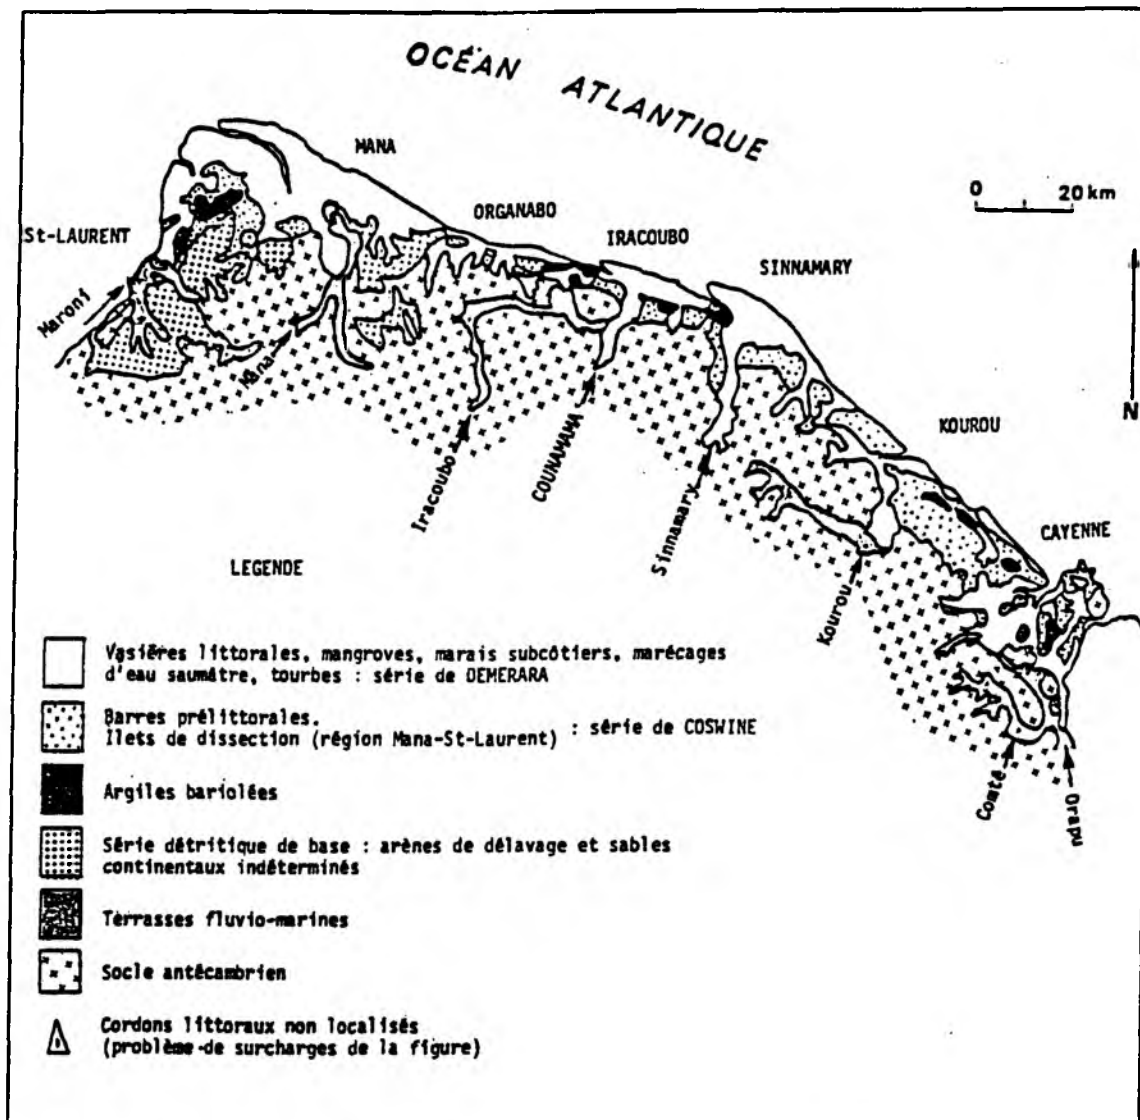 OCÉAN ATLANTIQUE
MANA
0 20 km
ORGANABO
St-LAURENT
IRACOUBO
SINNAMARY
Maroni
Mana
N
KOUROU
COUNAMAMA
Iracoubo
Sinnamary
CAYENNE
LEGENDE
Kourou
Vasières littorales, mangroves, marais subcôtiers, marécages
d'eau saumâtre, tourbes : série de DEMERARA
Barres prélittorales.
Ilets de dissection (région Mana-St-Laurent) : série de COSWINE
Comté
Orapu
Argiles bariolées
Série détritique de base : arènes de délavage et sables
continentaux indéterminés
Terrasses fluvio-marines
Socle antécambrien
Cordons littoraux non localisés
(problème de surcharges de la figure)